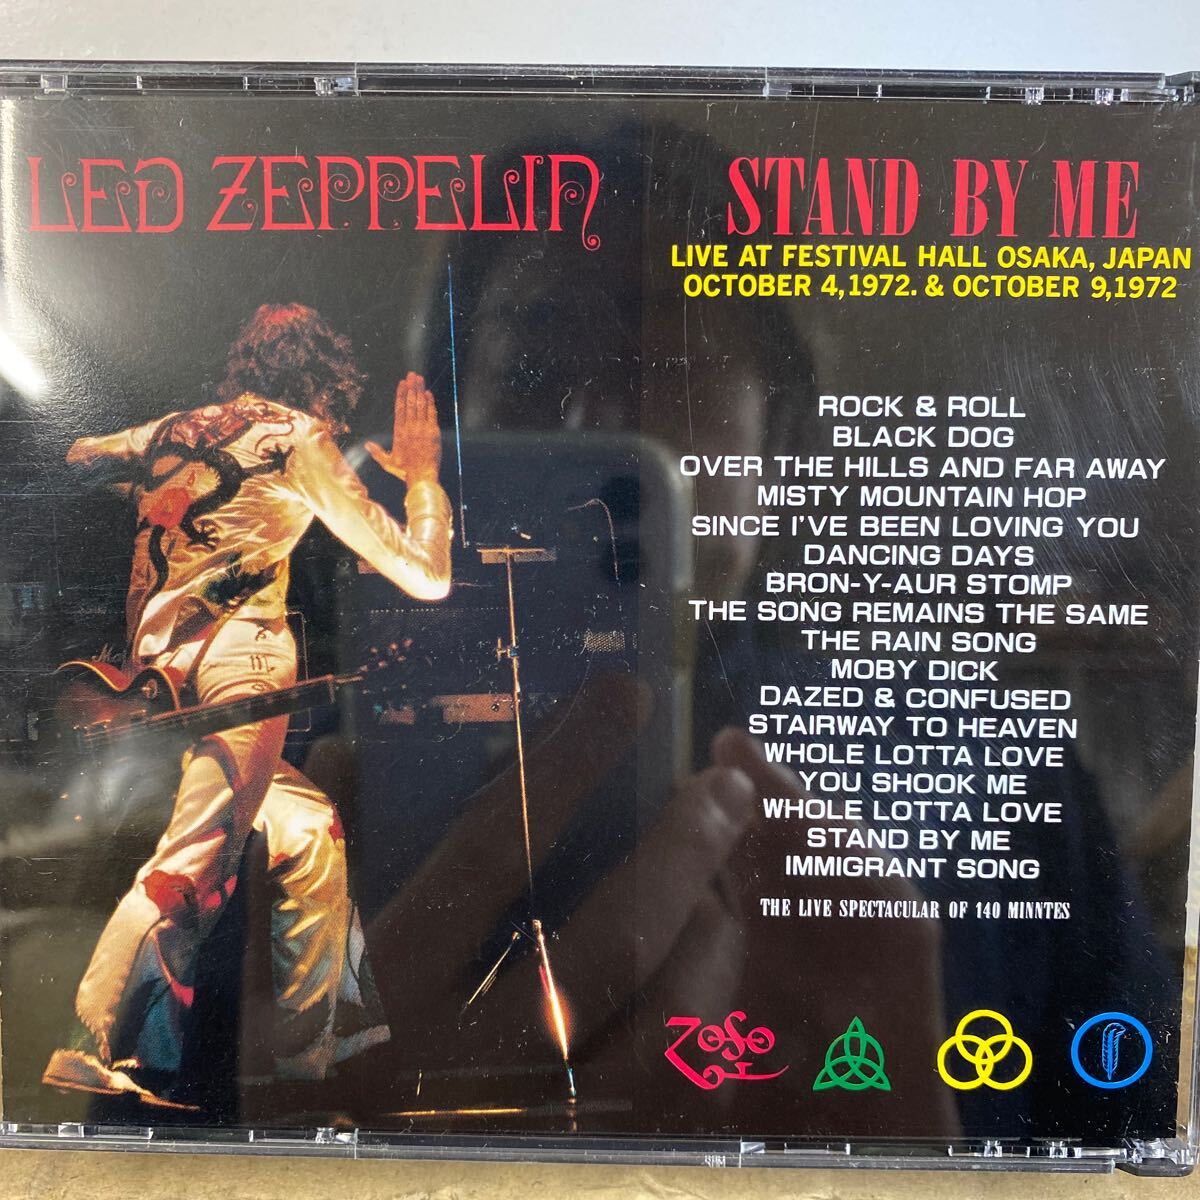 LED ZEPPELIN
STAND BY ME
LIVE AT FESTIVAL HALL OSAKA, JAPAN
OCTOBER 4,1972. & OCTOBER 9,1972
ROCK & ROLL
BLACK DOG
OVER THE HILLS AND FAR AWAY
MISTY MOUNTAIN HOP
SINCE I'VE BEEN LOVING YOU
DANCING DAYS
BRON-Y-AUR STOMP
THE SONG REMAINS THE SAME
THE RAIN SONG
MOBY DICK
DAZED & CONFUSED
STAIRWAY TO HEAVEN
WHOLE LOTTA LOVE
YOU SHOOK ME
WHOLE LOTTA LOVE
STAND BY ME
IMMIGRANT SONG
THE LIVE SPECTACULAR OF 140 MINNTES
ZOSO